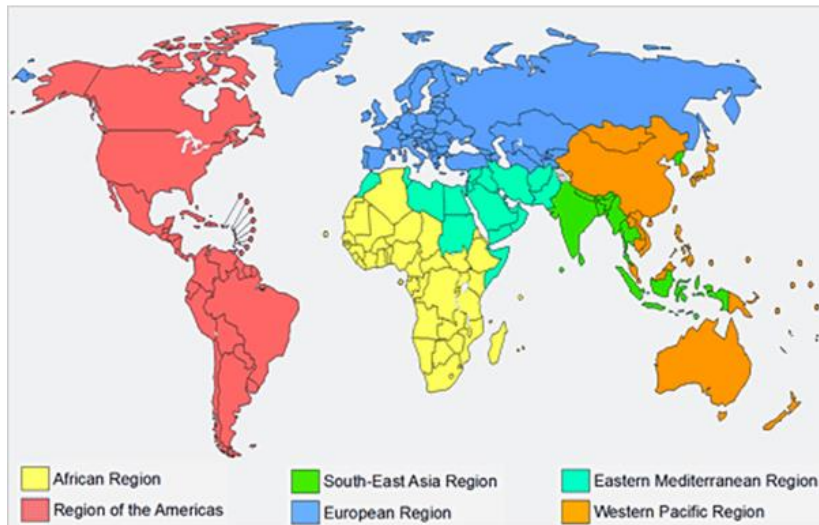 African Region
South-East Asia Region
Eastern Mediterranean Region
Region of the Americas
European Region
Western Pacific Region